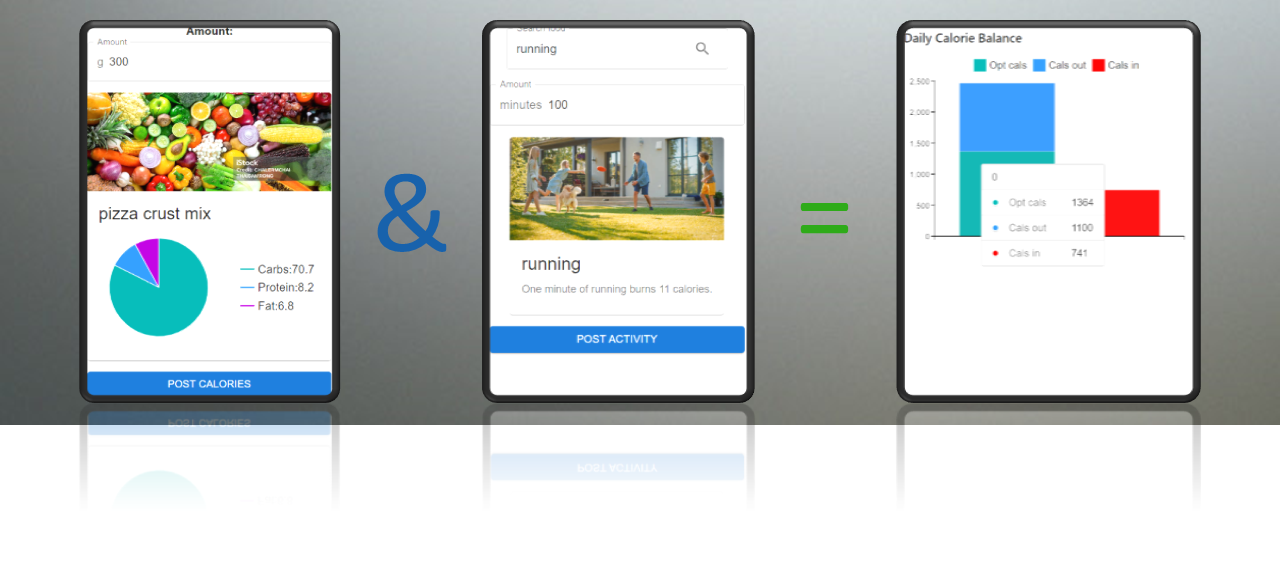 Amount:
Amount
g 300
iStock
Credit: CHALERMCHAI
pizza crust mix
Carbs:70.7
Protein:8.2
Fat:6.8
POST CALORIES
&
Search food
running
Amount
minutes 100
running
One minute of running burns 11 calories.
POST ACTIVITY
=
Daily Calorie Balance
Opt cals Cals out Cals in
2.500
2.000
1.500
1.000
500
0
0
Opt cals 1364
Cals out 1100
Cals in 741